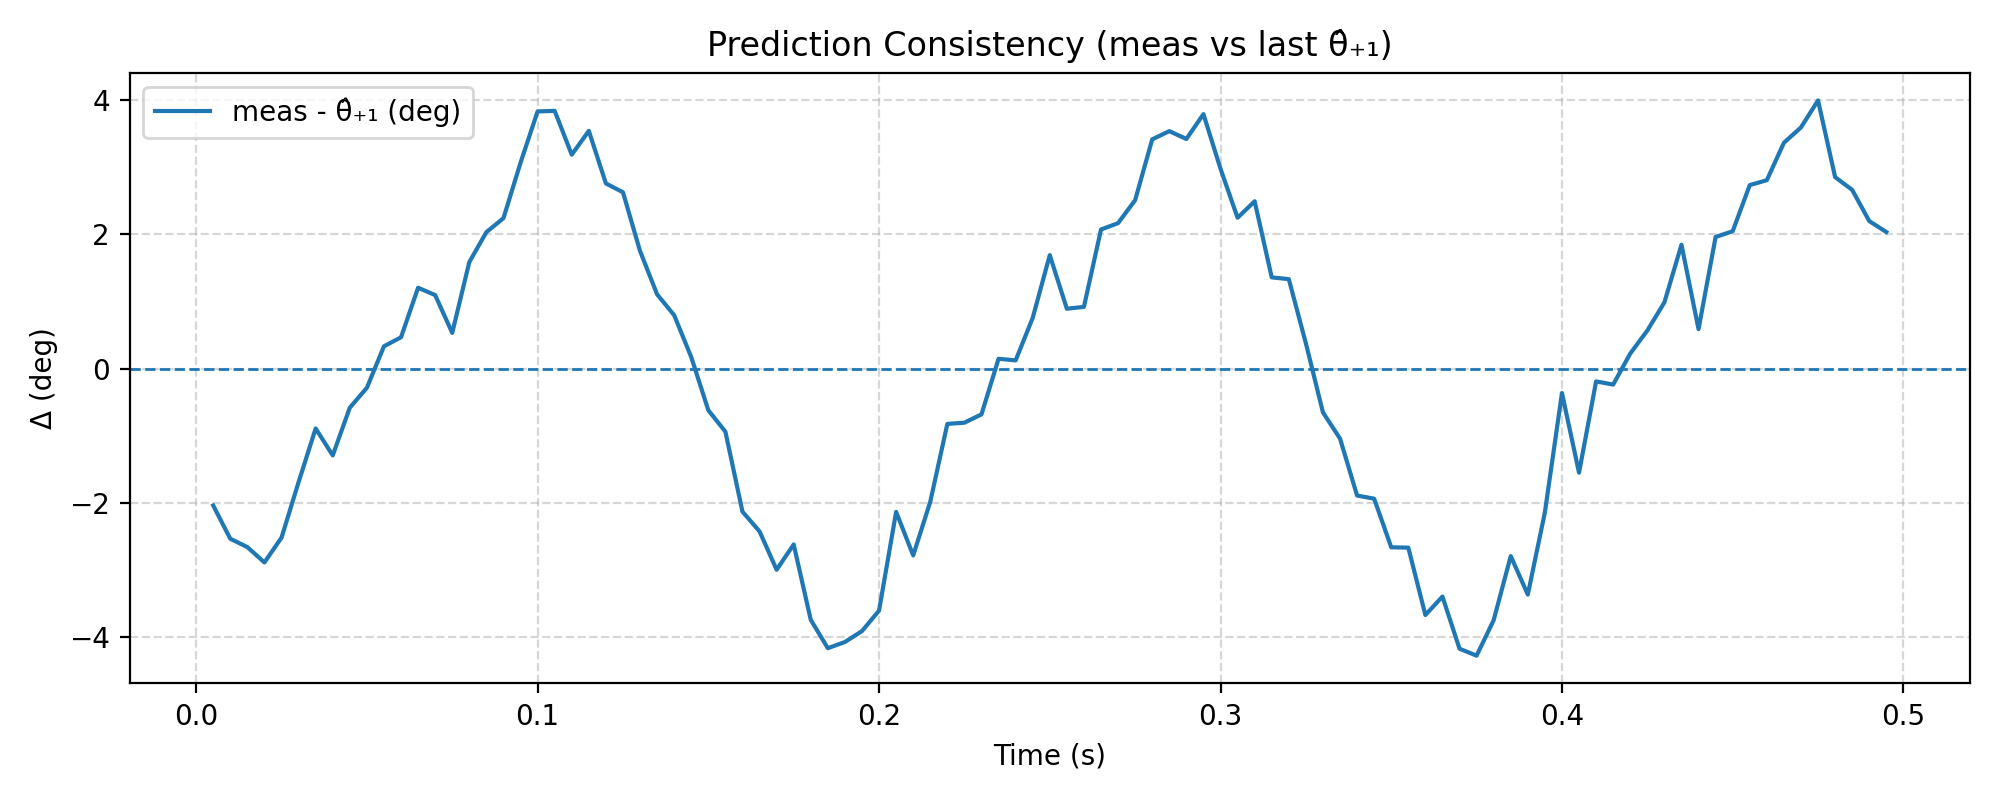 Prediction Consistency (meas vs last θ̂₊₁)
meas - θ̂₊₁ (deg)
Δ (deg)
4
2
0
−2
−4
0.0 0.1 0.2 0.3 0.4 0.5
Time (s)